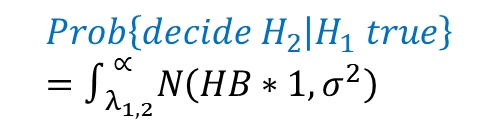 Prob{decide H₂|H₁ true}
= ∫_{λ₁,₂}^{∝} N(HB * 1, σ²)